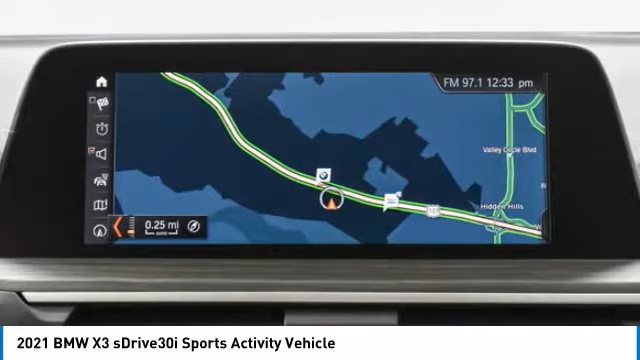 FM 97.1 12:33 pm
Valley Circle Blvd
Hidden Hills
0.25 mi
auto
2021 BMW X3 sDrive30i Sports Activity Vehicle